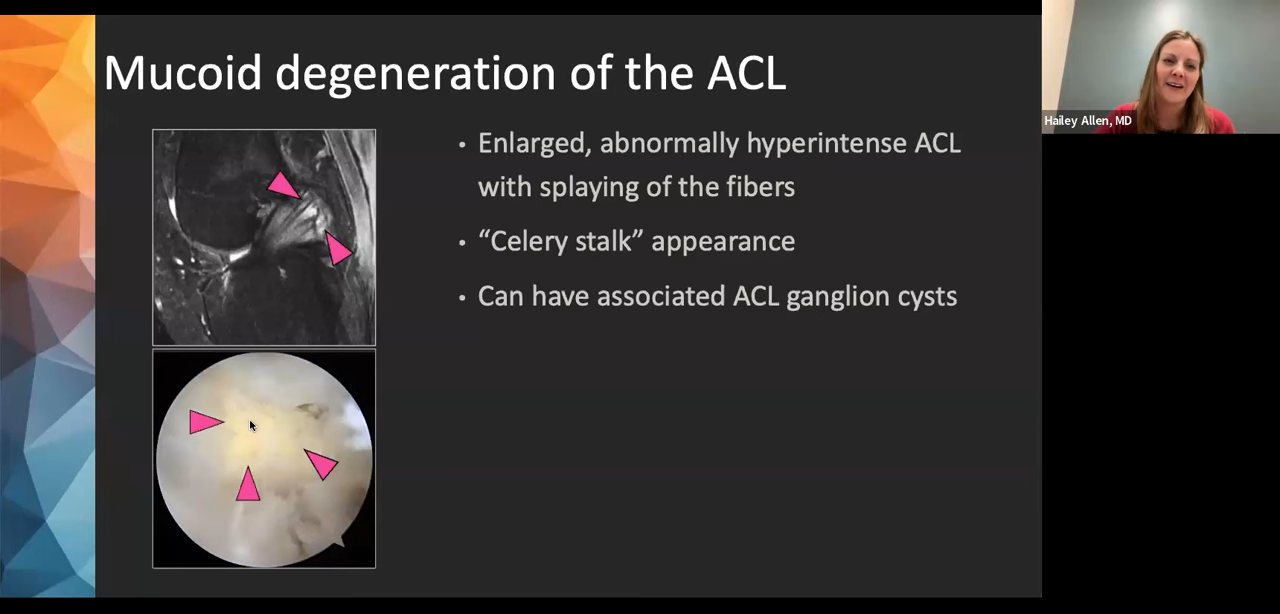 Mucoid degeneration of the ACL
• Enlarged, abnormally hyperintense ACL
with splaying of the fibers
• “Celery stalk” appearance
• Can have associated ACL ganglion cysts
Hailey Allen, MD